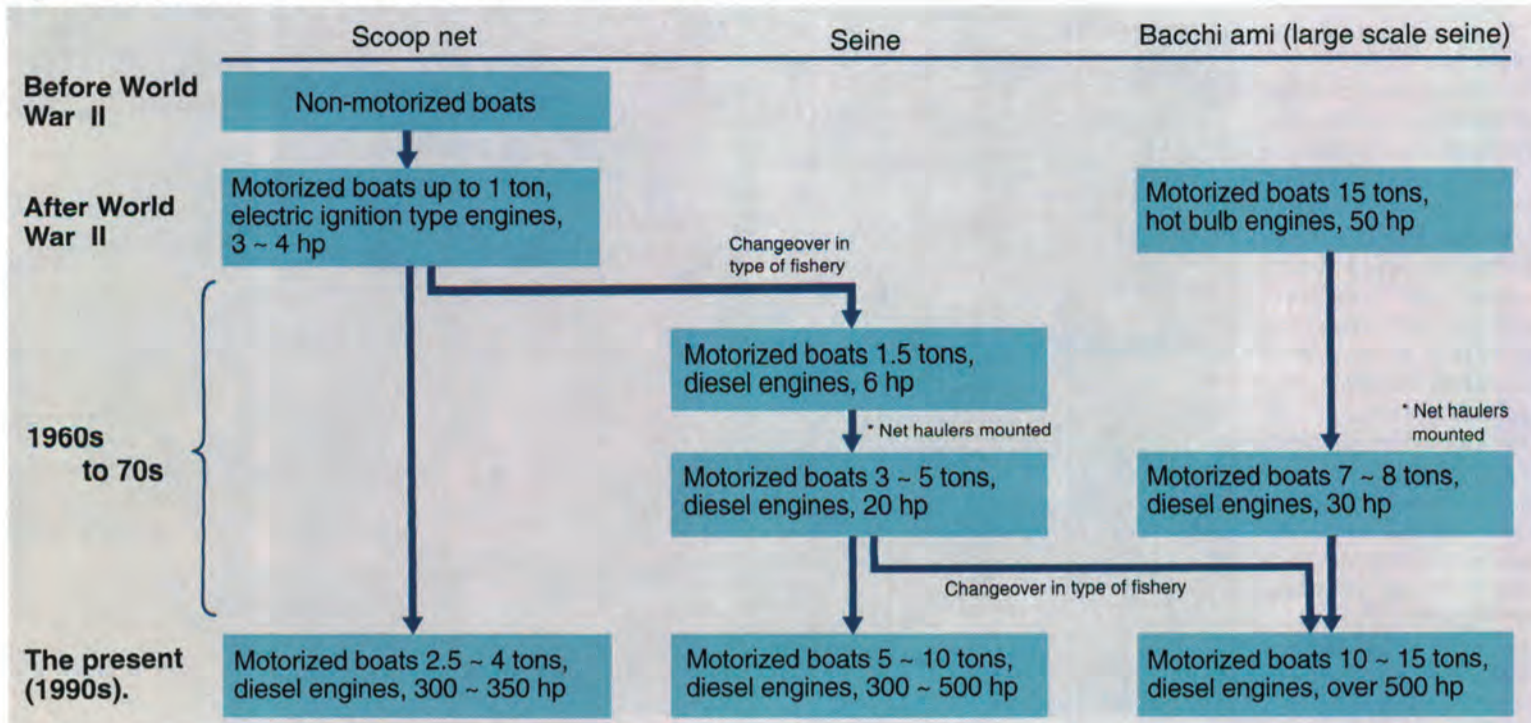 Scoop net
Seine
Bacchi ami (large scale seine)
Before World
War II
Non-motorized boats
After World
War II
Motorized boats up to 1 ton,
electric ignition type engines,
3 ~ 4 hp
Motorized boats 15 tons,
hot bulb engines, 50 hp
Changeover in
type of fishery
1960s
to 70s
Motorized boats 1.5 tons,
diesel engines, 6 hp
* Net haulers mounted
* Net haulers
mounted
Motorized boats 3 ~ 5 tons,
diesel engines, 20 hp
Motorized boats 7 ~ 8 tons,
diesel engines, 30 hp
Changeover in type of fishery
The present
(1990s).
Motorized boats 2.5 ~ 4 tons,
diesel engines, 300 ~ 350 hp
Motorized boats 5 ~ 10 tons,
diesel engines, 300 ~ 500 hp
Motorized boats 10 ~ 15 tons,
diesel engines, over 500 hp